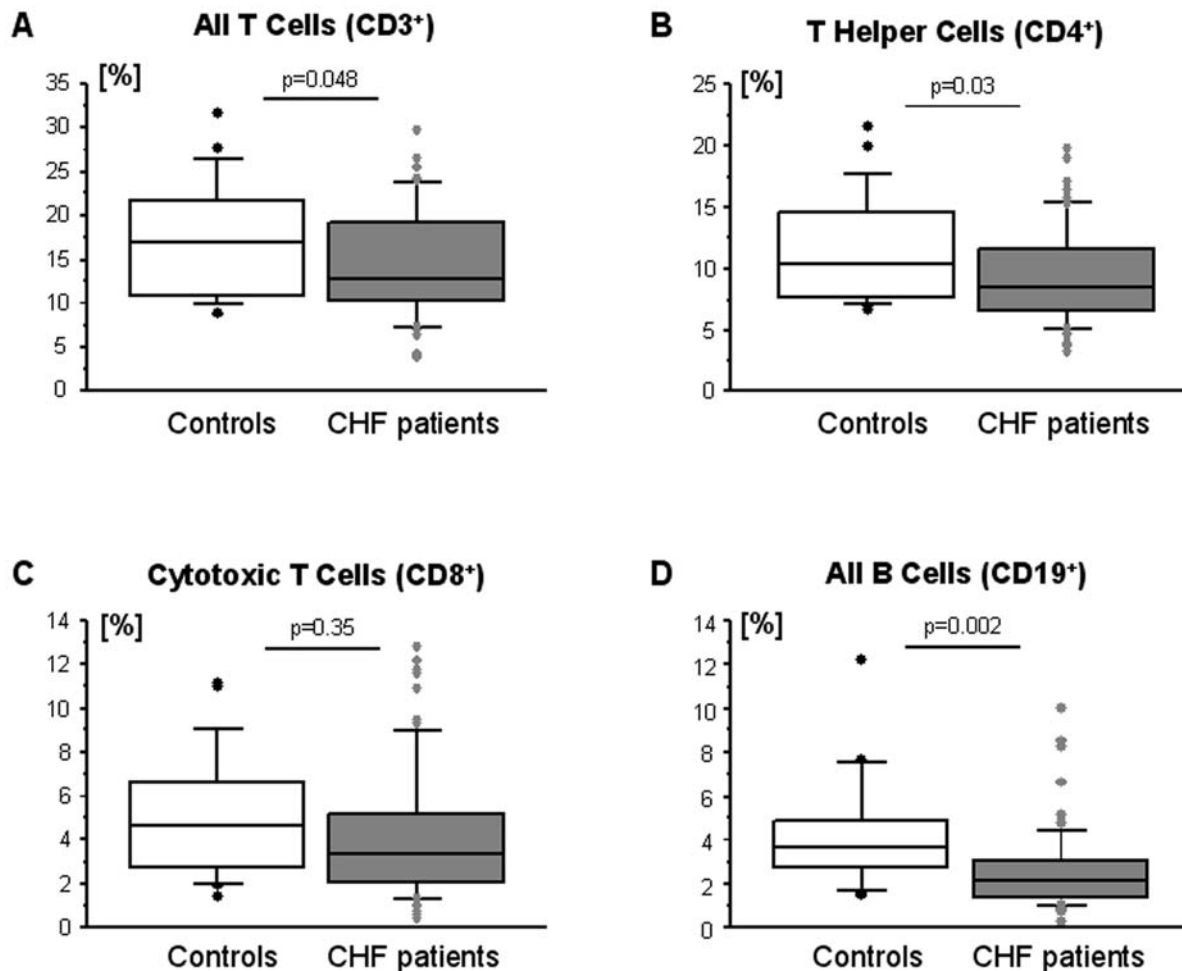 A
All T Cells (CD3⁺)
[%]
p=0.048
35
30
25
20
15
10
5
0
Controls
CHF patients
B
T Helper Cells (CD4⁺)
[%]
p=0.03
25
20
15
10
5
0
Controls
CHF patients
C
Cytotoxic T Cells (CD8⁺)
[%]
p=0.35
14
12
10
8
6
4
2
0
Controls
CHF patients
D
All B Cells (CD19⁺)
[%]
p=0.002
14
12
10
8
6
4
2
0
Controls
CHF patients